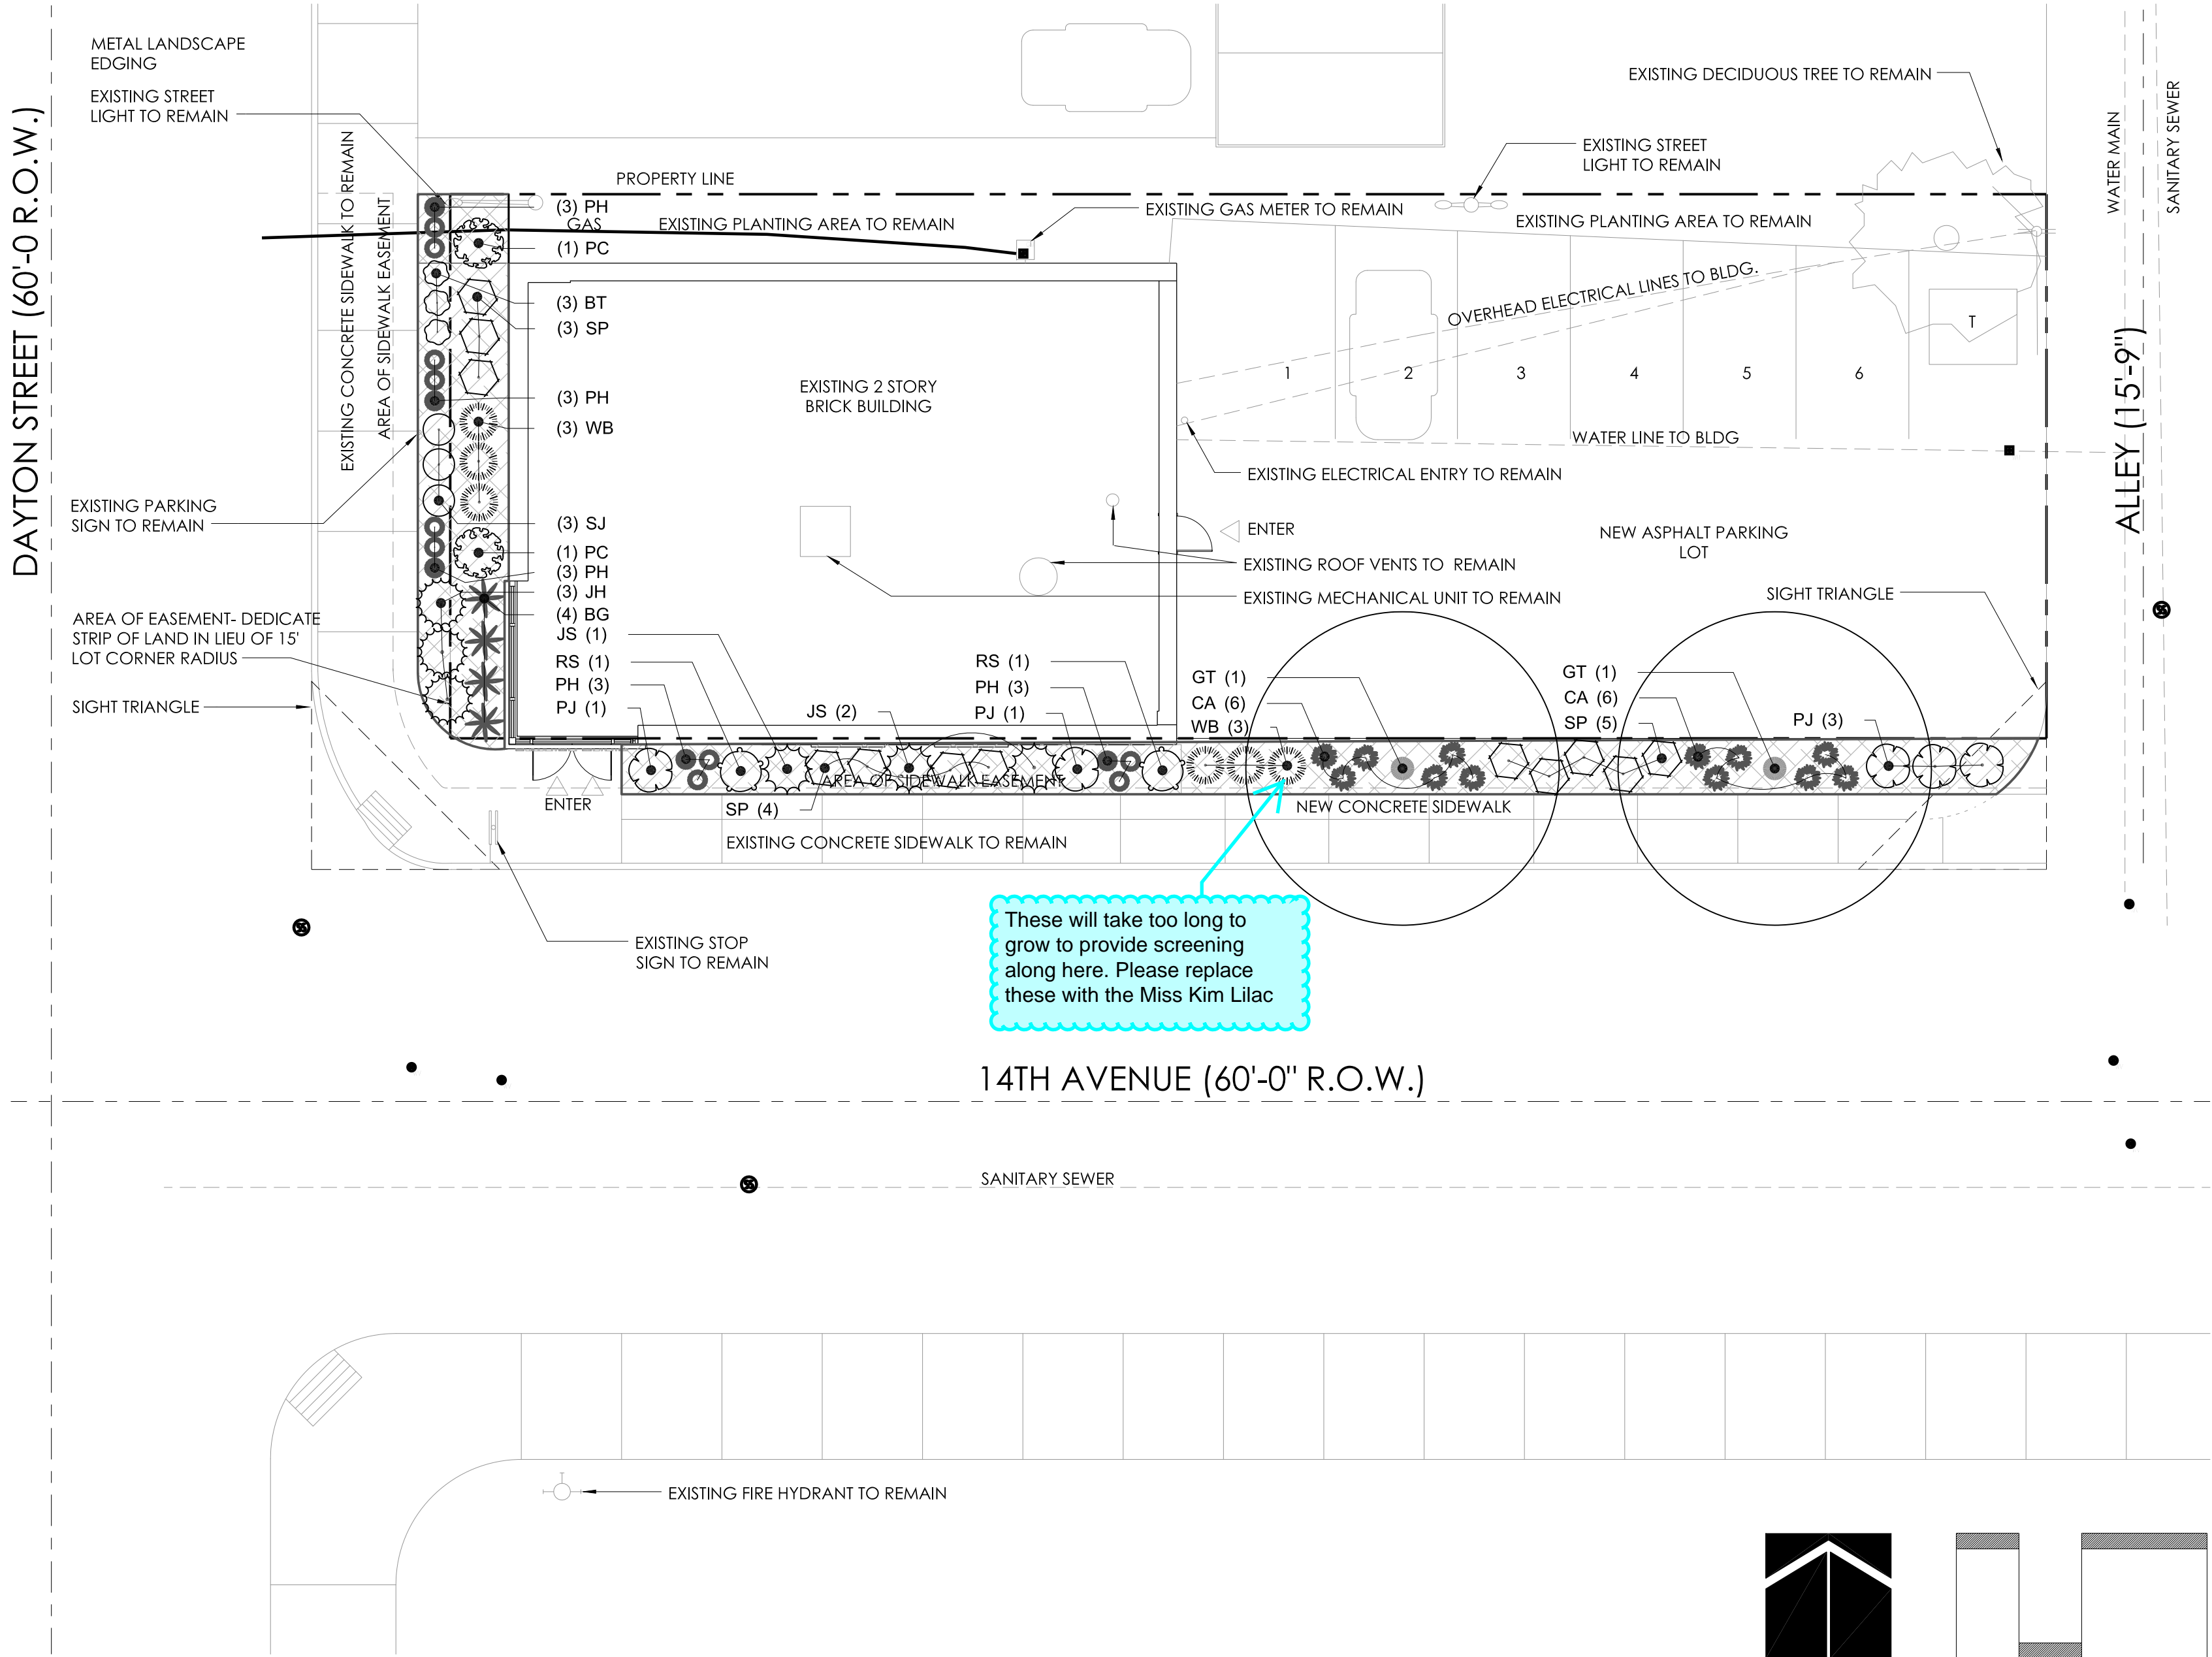 METAL LANDSCAPE
EDGING
EXISTING STREET
LIGHT TO REMAIN
DAYTON STREET (60'-0 R.O.W.)
EXISTING CONCRETE SIDEWALK TO REMAIN
AREA OF SIDEWALK EASEMENT
PROPERTY LINE
(3) PH
GAS
EXISTING PLANTING AREA TO REMAIN
(1) PC
EXISTING GAS METER TO REMAIN
EXISTING DECIDUOUS TREE TO REMAIN
EXISTING STREET
LIGHT TO REMAIN
EXISTING PLANTING AREA TO REMAIN
WATER MAIN
SANITARY SEWER
ALLEY (15'-9")
OVERHEAD ELECTRICAL LINES TO BLDG.
T
(3) BT
(3) SP
EXISTING 2 STORY
BRICK BUILDING
1
2
3
4
5
6
(3) PH
(3) WB
WATER LINE TO BLDG
EXISTING ELECTRICAL ENTRY TO REMAIN
EXISTING PARKING
SIGN TO REMAIN
(3) SJ
(1) PC
(3) PH
(3) JH
(4) BG
ENTER
NEW ASPHALT PARKING
LOT
EXISTING ROOF VENTS TO REMAIN
EXISTING MECHANICAL UNIT TO REMAIN
SIGHT TRIANGLE
AREA OF EASEMENT- DEDICATE
STRIP OF LAND IN LIEU OF 15'
LOT CORNER RADIUS
SIGHT TRIANGLE
JS (1)
RS (1)
PH (3)
PJ (1)
JS (2)
RS (1)
PH (3)
PJ (1)
GT (1)
CA (6)
WB (3)
GT (1)
CA (6)
SP (5)
PJ (3)
AREA OF SIDEWALK EASEMENT
ENTER
SP (4)
NEW CONCRETE SIDEWALK
EXISTING CONCRETE SIDEWALK TO REMAIN
EXISTING STOP
SIGN TO REMAIN
These will take too long to
grow to provide screening
along here. Please replace
these with the Miss Kim Lilac
14TH AVENUE (60'-0" R.O.W.)
SANITARY SEWER
EXISTING FIRE HYDRANT TO REMAIN